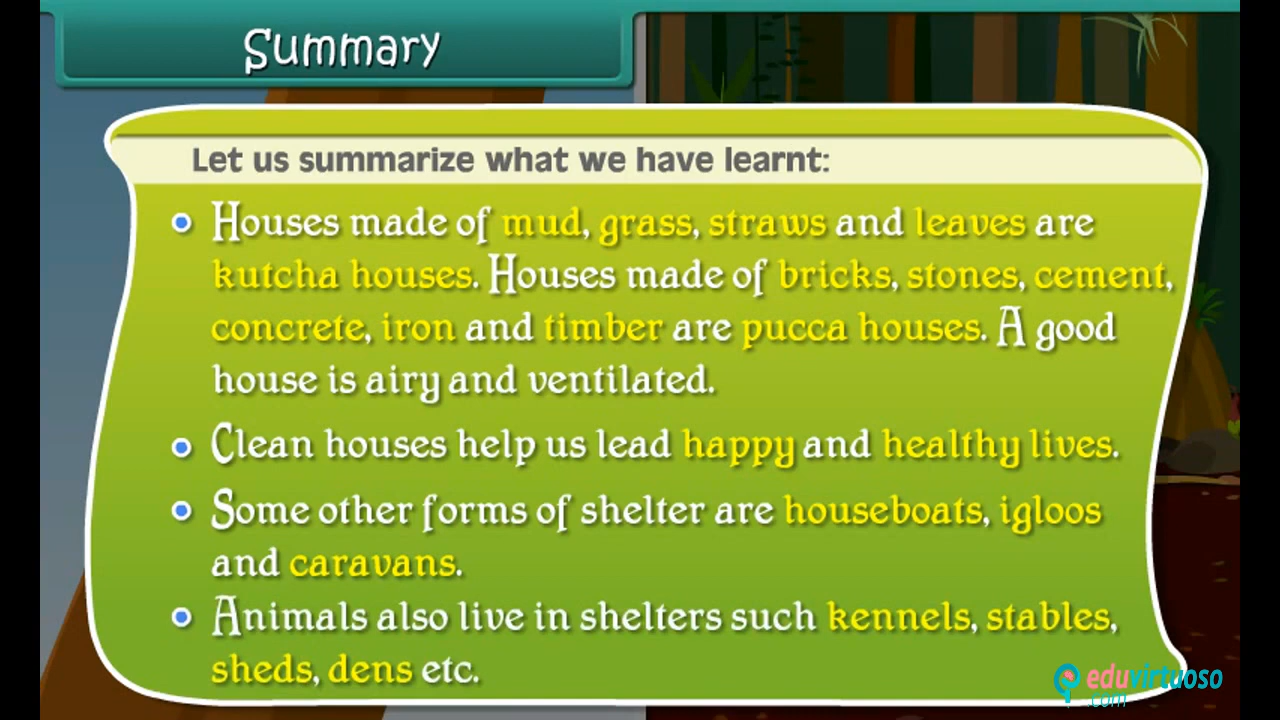 Summary
Let us summarize what we have learnt:
Houses made of mud, grass, straws and leaves are
kutcha houses. Houses made of bricks, stones, cement,
concrete, iron and timber are pucca houses. A good
house is airy and ventilated.
Clean houses help us lead happy and healthy lives.
Some other forms of shelter are houseboats, igloos
and caravans.
Animals also live in shelters such kennels, stables,
sheds, dens etc.
eduvirtuoso
.com